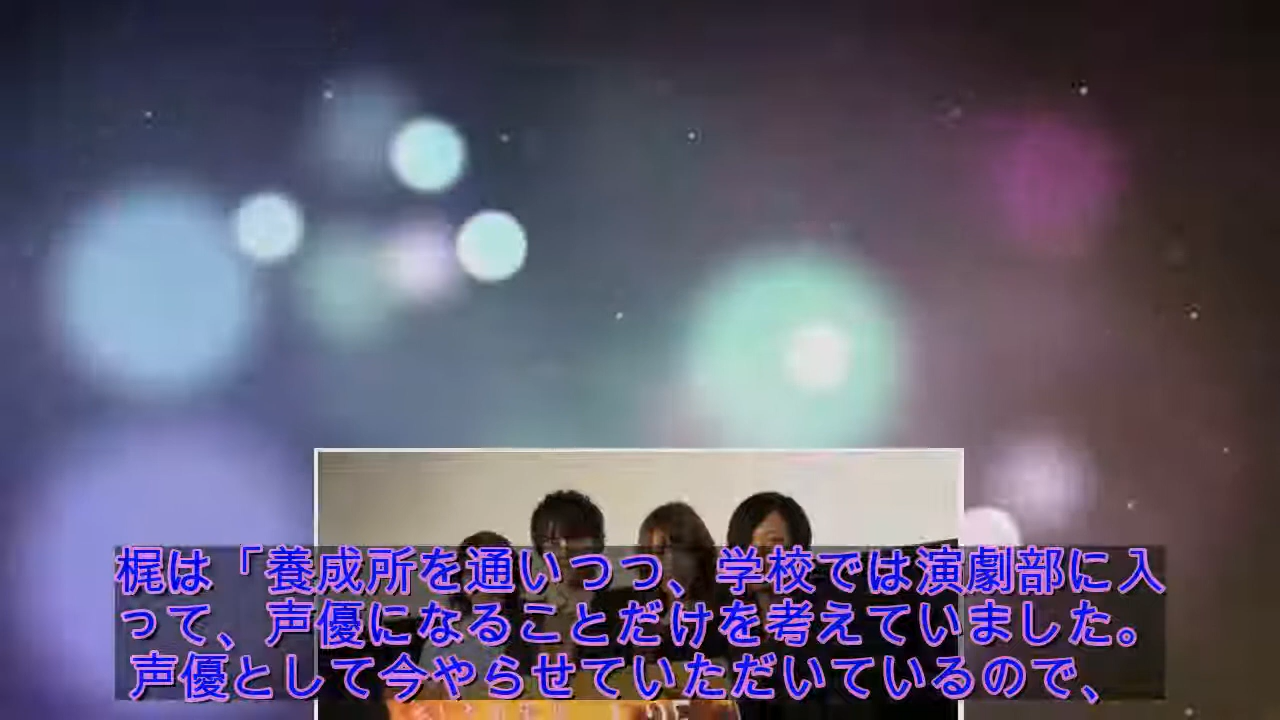 梶は「養成所を通いつつ、学校では演劇部に入
って、声優になることだけを考えていました。
声優として今やらせていただいているので、